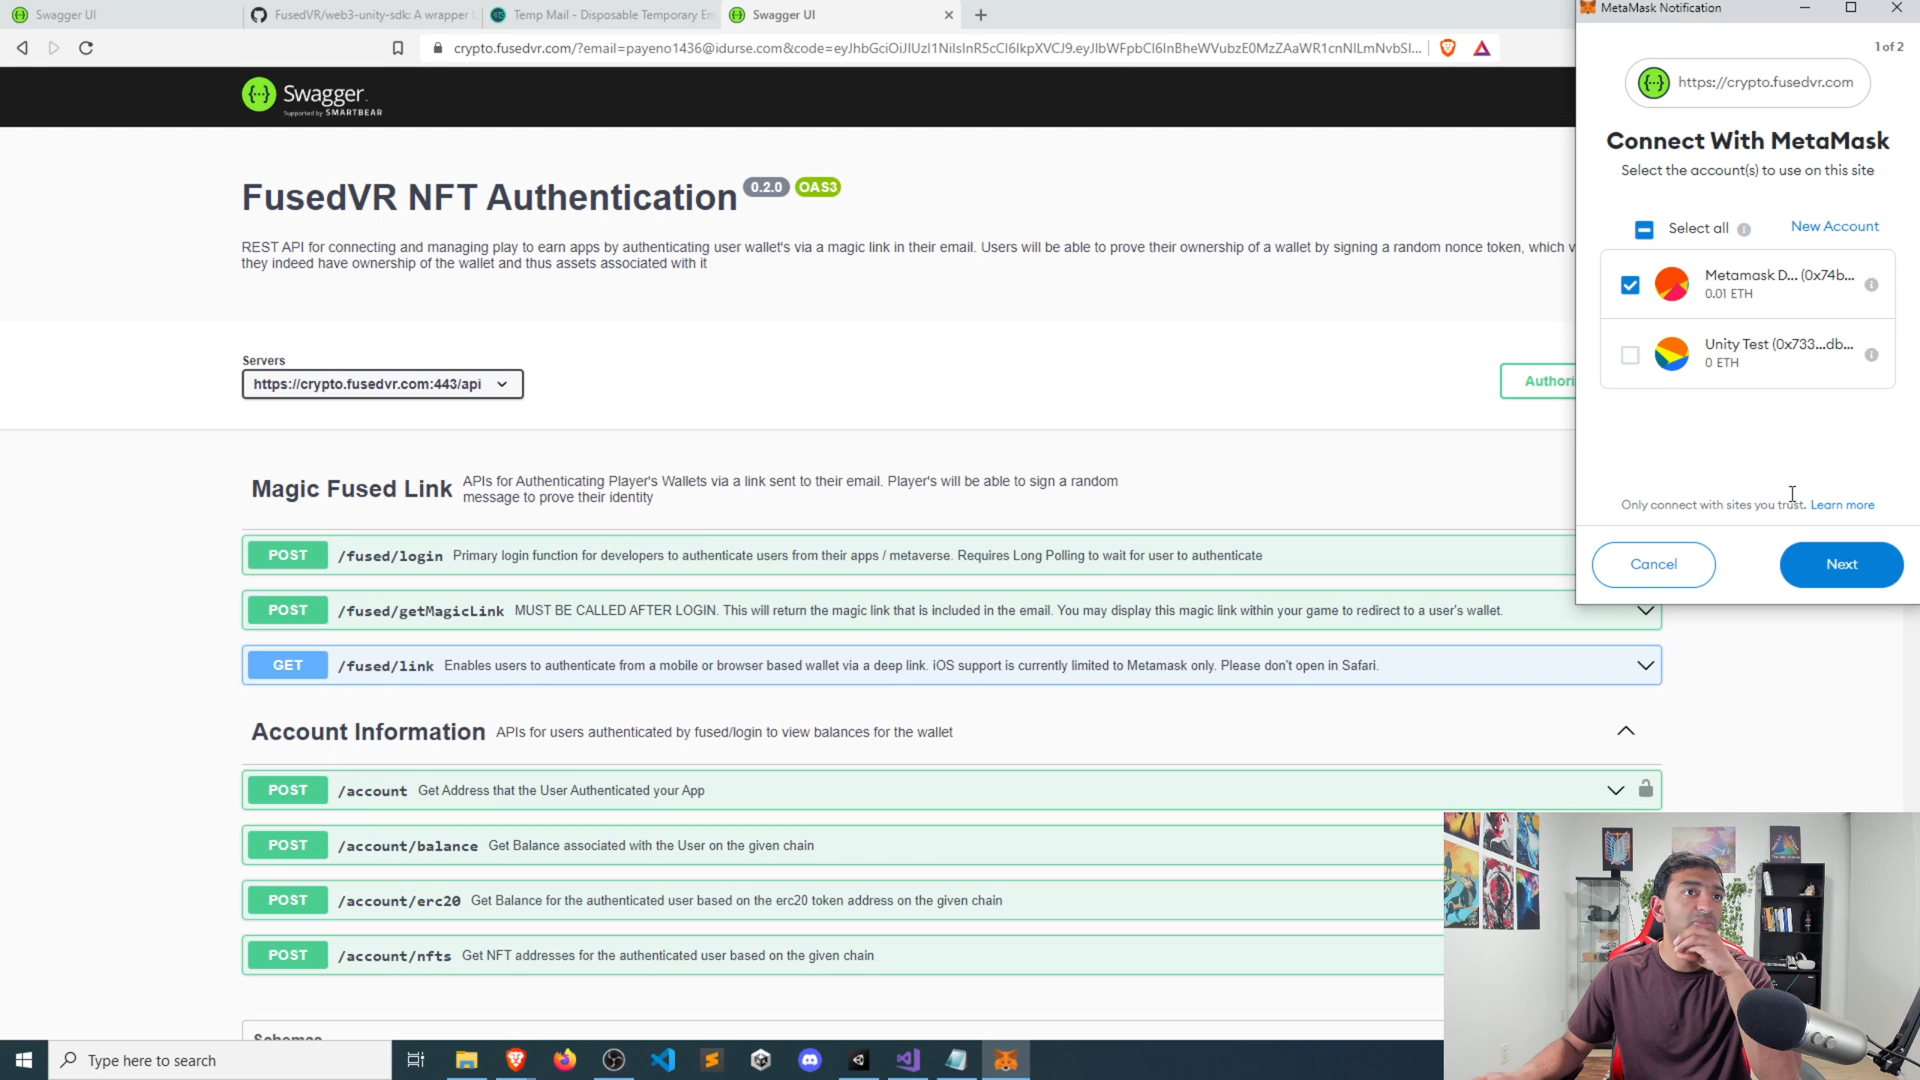 Swagger UI
FusedVR/web3-unity-sdk: A wrapper
Temp Mail - Disposable Temporary Em
Swagger UI
MetaMask Notification
crypto.fusedvr.com/?email=payeno1436@idurse.com&code=eyJhbGciOiJIUzI1NiIsInR5cCI6IkpXVCJ9.eyJlbWFpbCI6InBheWVubzE0MzZAaWR1cnNlLmNvbSI...
1 of 2
Swagger
Supported by SMARTBEAR
https://crypto.fusedvr.com
Connect With MetaMask
Select the account(s) to use on this site
FusedVR NFT Authentication 0.2.0 OAS3
Select all
New Account
REST API for connecting and managing play to earn apps by authenticating user wallet's via a magic link in their email. Users will be able to prove their ownership of a wallet by signing a random nonce token, which v
they indeed have ownership of the wallet and thus assets associated with it
Metamask D... (0x74b...
0.01 ETH
Unity Test (0x733...db...
0 ETH
Servers
https://crypto.fusedvr.com:443/api
Authori
Magic Fused Link
APIs for Authenticating Player's Wallets via a link sent to their email. Player's will be able to sign a random
message to prove their identity
Only connect with sites you trust. Learn more
Cancel
Next
POST /fused/login Primary login function for developers to authenticate users from their apps / metaverse. Requires Long Polling to wait for user to authenticate
POST /fused/getMagicLink MUST BE CALLED AFTER LOGIN. This will return the magic link that is included in the email. You may display this magic link within your game to redirect to a user's wallet.
GET /fused/link Enables users to authenticate from a mobile or browser based wallet via a deep link. iOS support is currently limited to Metamask only. Please don't open in Safari.
Account Information APIs for users authenticated by fused/login to view balances for the wallet
POST /account Get Address that the User Authenticated your App
POST /account/balance Get Balance associated with the User on the given chain
POST /account/erc20 Get Balance for the authenticated user based on the erc20 token address on the given chain
POST /account/nfts Get NFT addresses for the authenticated user based on the given chain
Schemas
Type here to search